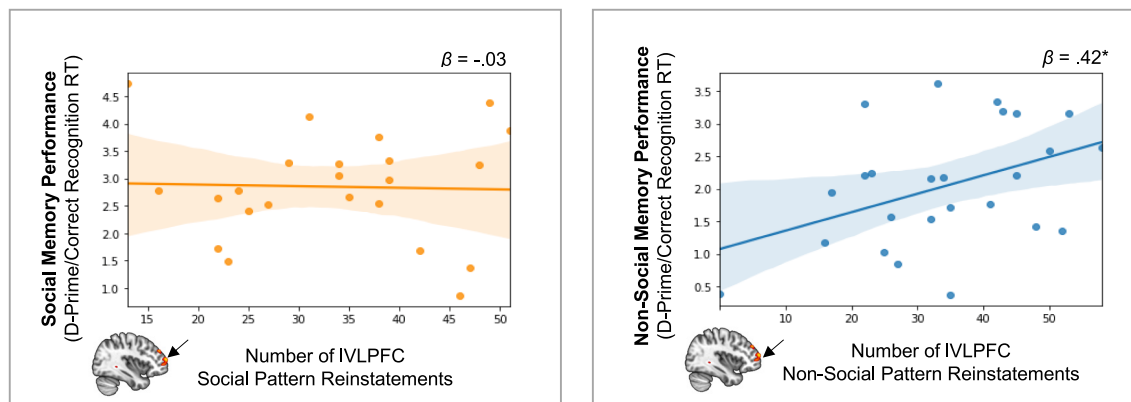 β = -.03
Social Memory Performance
(D-Prime/Correct Recognition RT)
4.5
4.0
3.5
3.0
2.5
2.0
1.5
1.0
15 20 25 30 35 40 45 50
Number of lVLPFC
Social Pattern Reinstatements
β = .42*
Non-Social Memory Performance
(D-Prime/Correct Recognition RT)
3.5
3.0
2.5
2.0
1.5
1.0
0.5
10 20 30 40 50
Number of lVLPFC
Non-Social Pattern Reinstatements